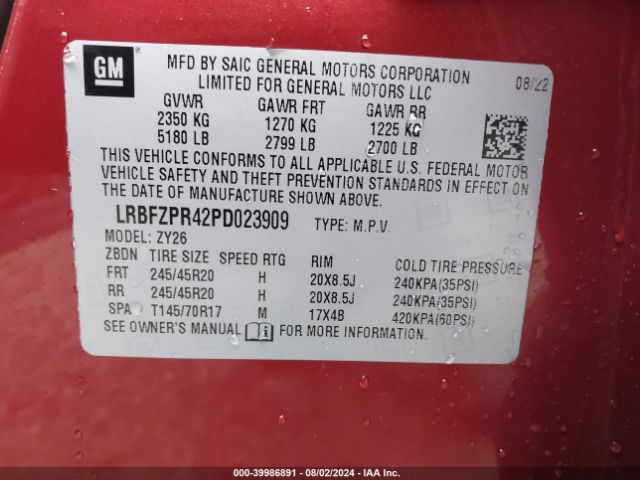 GM
®
MFD BY SAIC GENERAL MOTORS CORPORATION
LIMITED FOR GENERAL MOTORS LLC
08/22
GVWR GAWR FRT GAWR RR
2350 KG 1270 KG 1225 KG
5180 LB 2799 LB 2700 LB
THIS VEHICLE CONFORMS TO ALL APPLICABLE U.S. FEDERAL MOTOR
VEHICLE SAFETY AND THEFT PREVENTION STANDARDS IN EFFECT ON
THE DATE OF MANUFACTURE SHOWN ABOVE.
LRBFZPR42PD023909 TYPE: M.P.V.
MODEL: ZY26
ZBDN TIRE SIZE SPEED RTG RIM COLD TIRE PRESSURE
FRT 245/45R20 H 20X8.5J 240KPA(35PSI)
RR 245/45R20 H 20X8.5J 240KPA(35PSI)
SPA T145/70R17 M 17X4B 420KPA(60PSI)
SEE OWNER'S MANUAL FOR MORE INFORMATION.
000-39986891 - 08/02/2024 - IAA Inc.